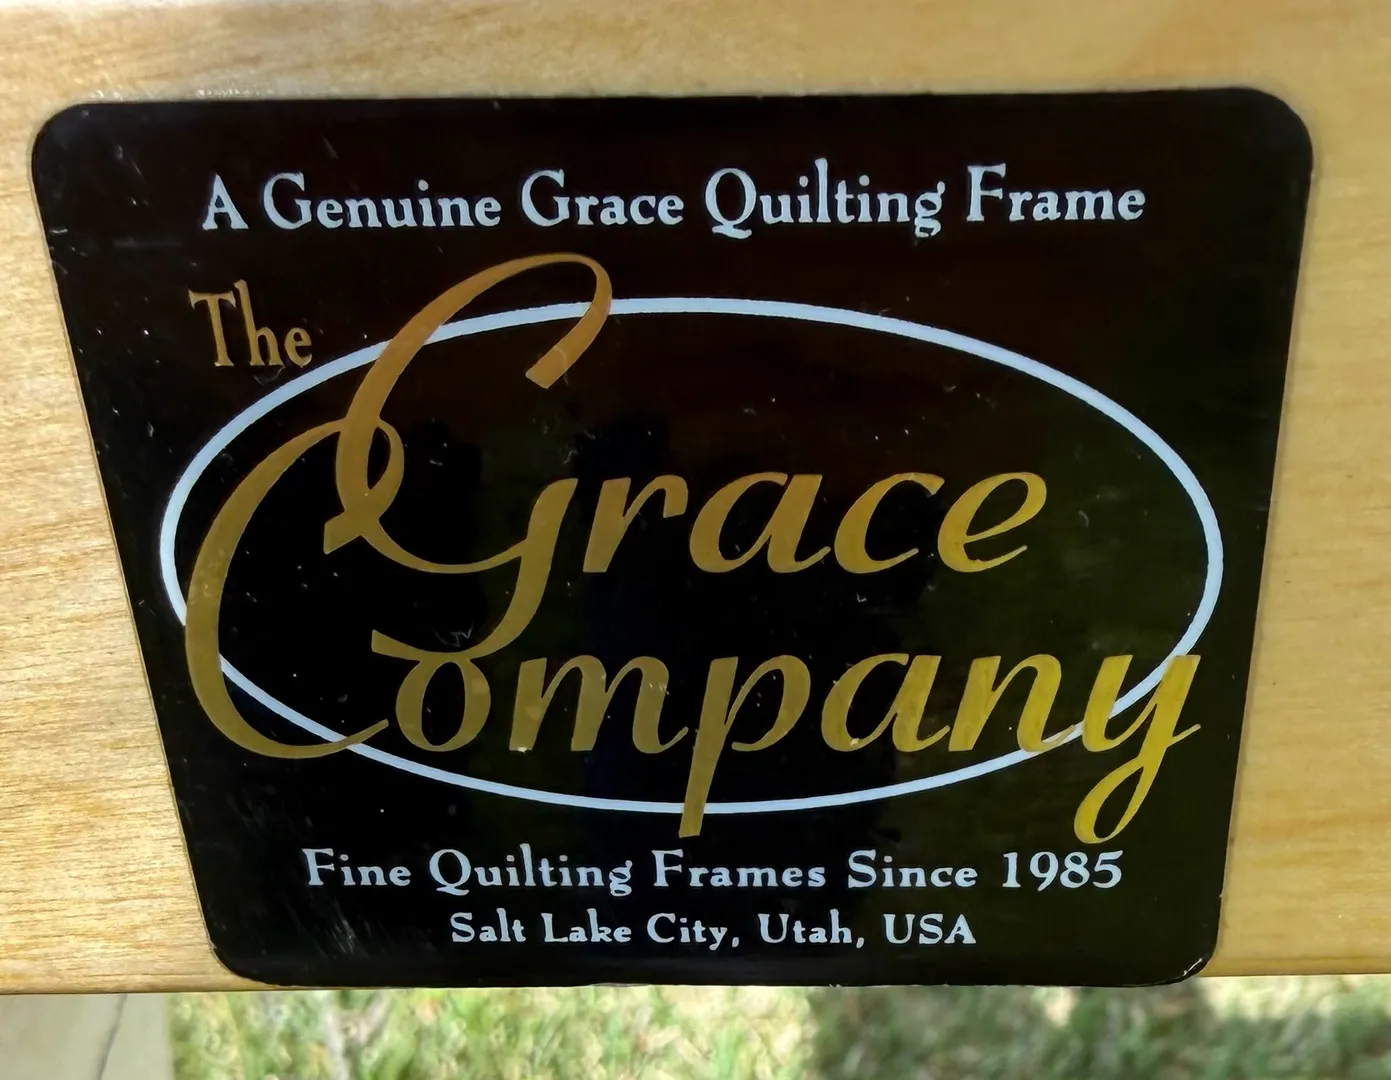 A Genuine Grace Quilting Frame
The
Grace
Company
Fine Quilting Frames Since 1985
Salt Lake City, Utah, USA